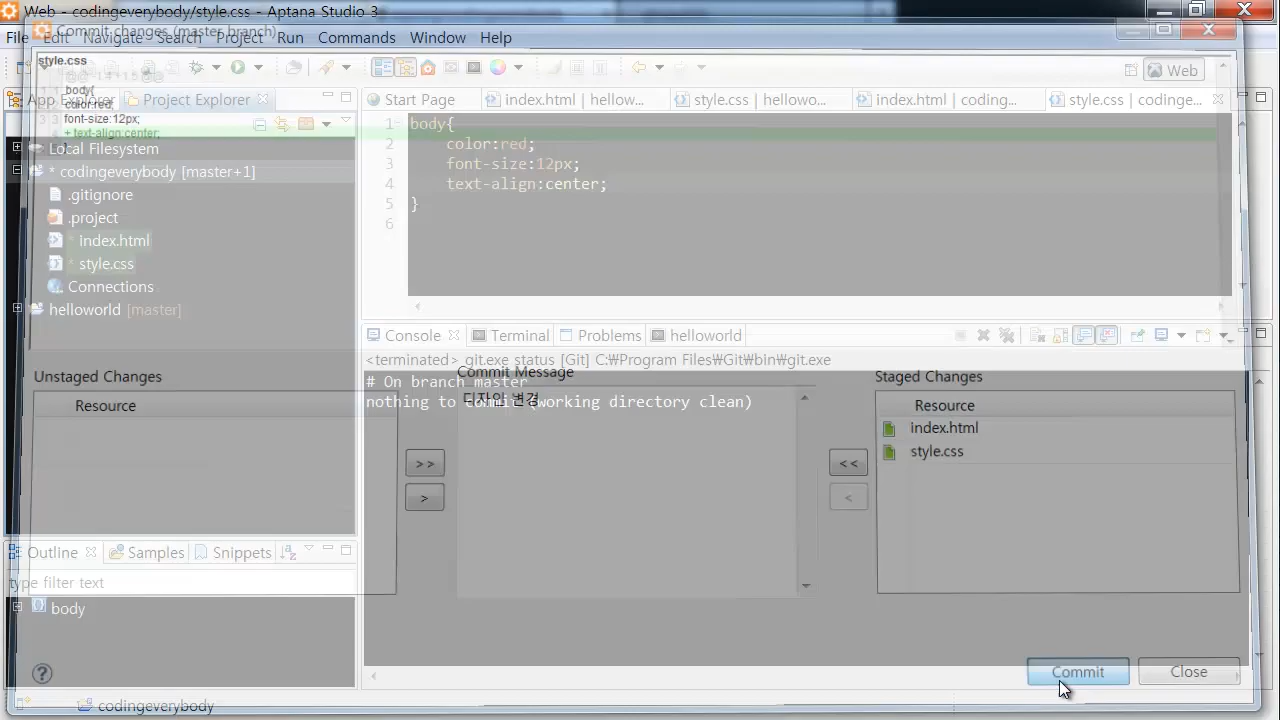 Web - codingeverybody/style.css - Aptana Studio 3
Commit changes (master branch)
File Edit Navigate Search Project Run Commands Window Help
style.css
body{
color:red;
font-size:12px;
+ text-align:center;
Web
App Explorer Project Explorer
Start Page index.html | hellow... style.css | hellowo... index.html | coding... style.css | codinge...
Local Filesystem
* codingeverybody [master+1]
.gitignore
.project
* index.html
* style.css
Connections
helloworld [master]
1 body{
2 color:red;
3 font-size:12px;
4 text-align:center;
5 }
6
Console Terminal Problems helloworld
<terminated> git.exe status [Git] C:₩Program Files₩Git₩bin₩git.exe
# On branch master
nothing to commit (working directory clean)
Unstaged Changes
Resource
>>
>
Commit Message
디자인 변경
<<
<
Staged Changes
Resource
index.html
style.css
Outline Samples Snippets
type filter text
body
Commit Close
codingeverybody